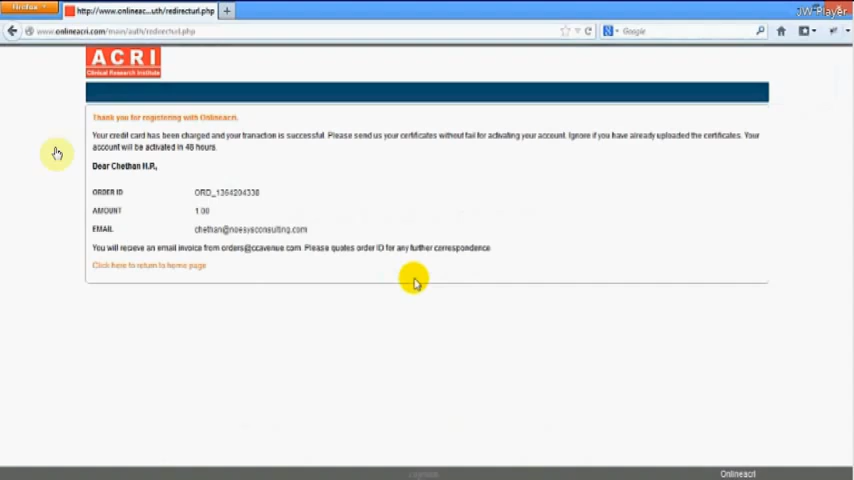 Firefox
http://www.onlineac...uth/redirecturl.php
JW Player
www.onlineacri.com/main/auth/redirecturl.php
Google
ACRI
Clinical Research Institute
Thank you for registering with Onlineacri.
Your credit card has been charged and your tranaction is successful. Please send us your certificates without fail for activating your account. Ignore if you have already uploaded the certificates. Your
account will be activated in 48 hours.
Dear Chethan H.P.,
ORDER ID ORD_1364204338
AMOUNT 1.00
EMAIL chethan@noesysconsulting.com
You will recieve an email invoice from orders@ccavenue.com. Please quotes order ID for any further correspondence
Click here to return to home page
Onlineacri